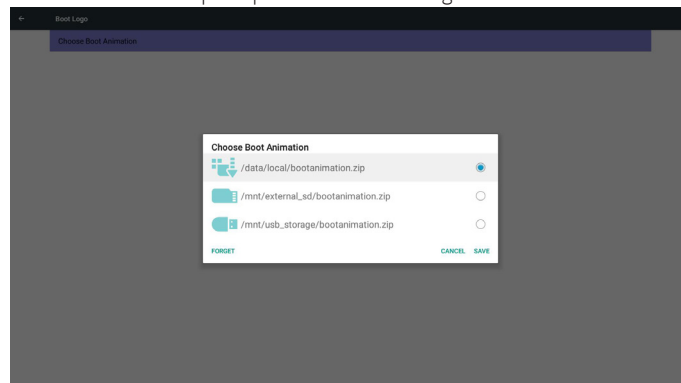 ← Boot Logo
Choose Boot Animation
Choose Boot Animation
/data/local/bootanimation.zip
/mnt/external_sd/bootanimation.zip
/mnt/usb_storage/bootanimation.zip
FORGET CANCEL SAVE